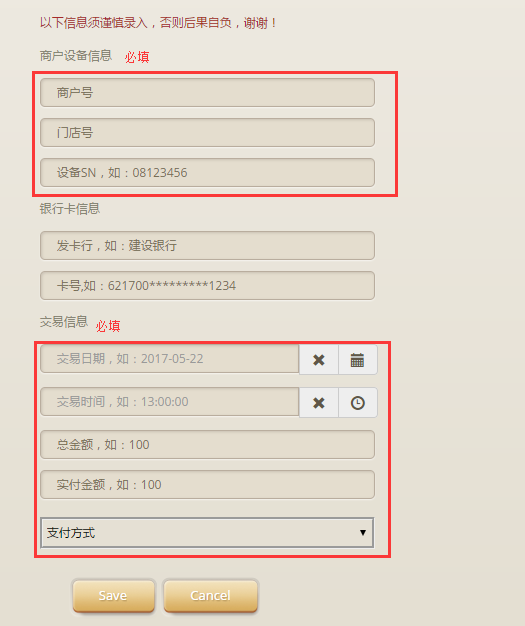 以下信息须谨慎录入，否则后果自负，谢谢！
商户设备信息 必填
商户号
门店号
设备SN，如：08123456
银行卡信息
发卡行，如：建设银行
卡号,如：621700*********1234
交易信息 必填
交易日期，如：2017-05-22
交易时间，如：13:00:00
总金额，如：100
实付金额，如：100
支付方式
Save Cancel